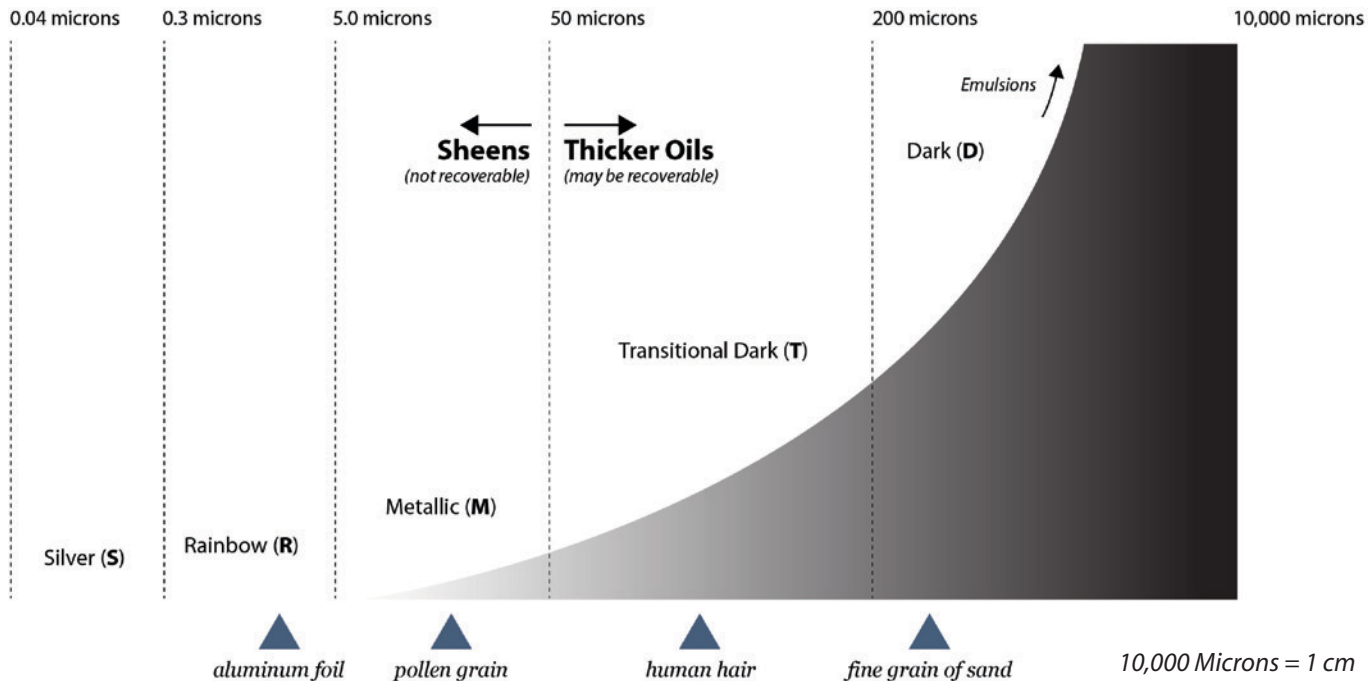 0.04 microns
0.3 microns
5.0 microns
50 microns
200 microns
10,000 microns
Emulsions
Sheens
(not recoverable)
Thicker Oils
(may be recoverable)
Dark (D)
Transitional Dark (T)
Metallic (M)
Rainbow (R)
Silver (S)
aluminum foil
pollen grain
human hair
fine grain of sand
10,000 Microns = 1 cm